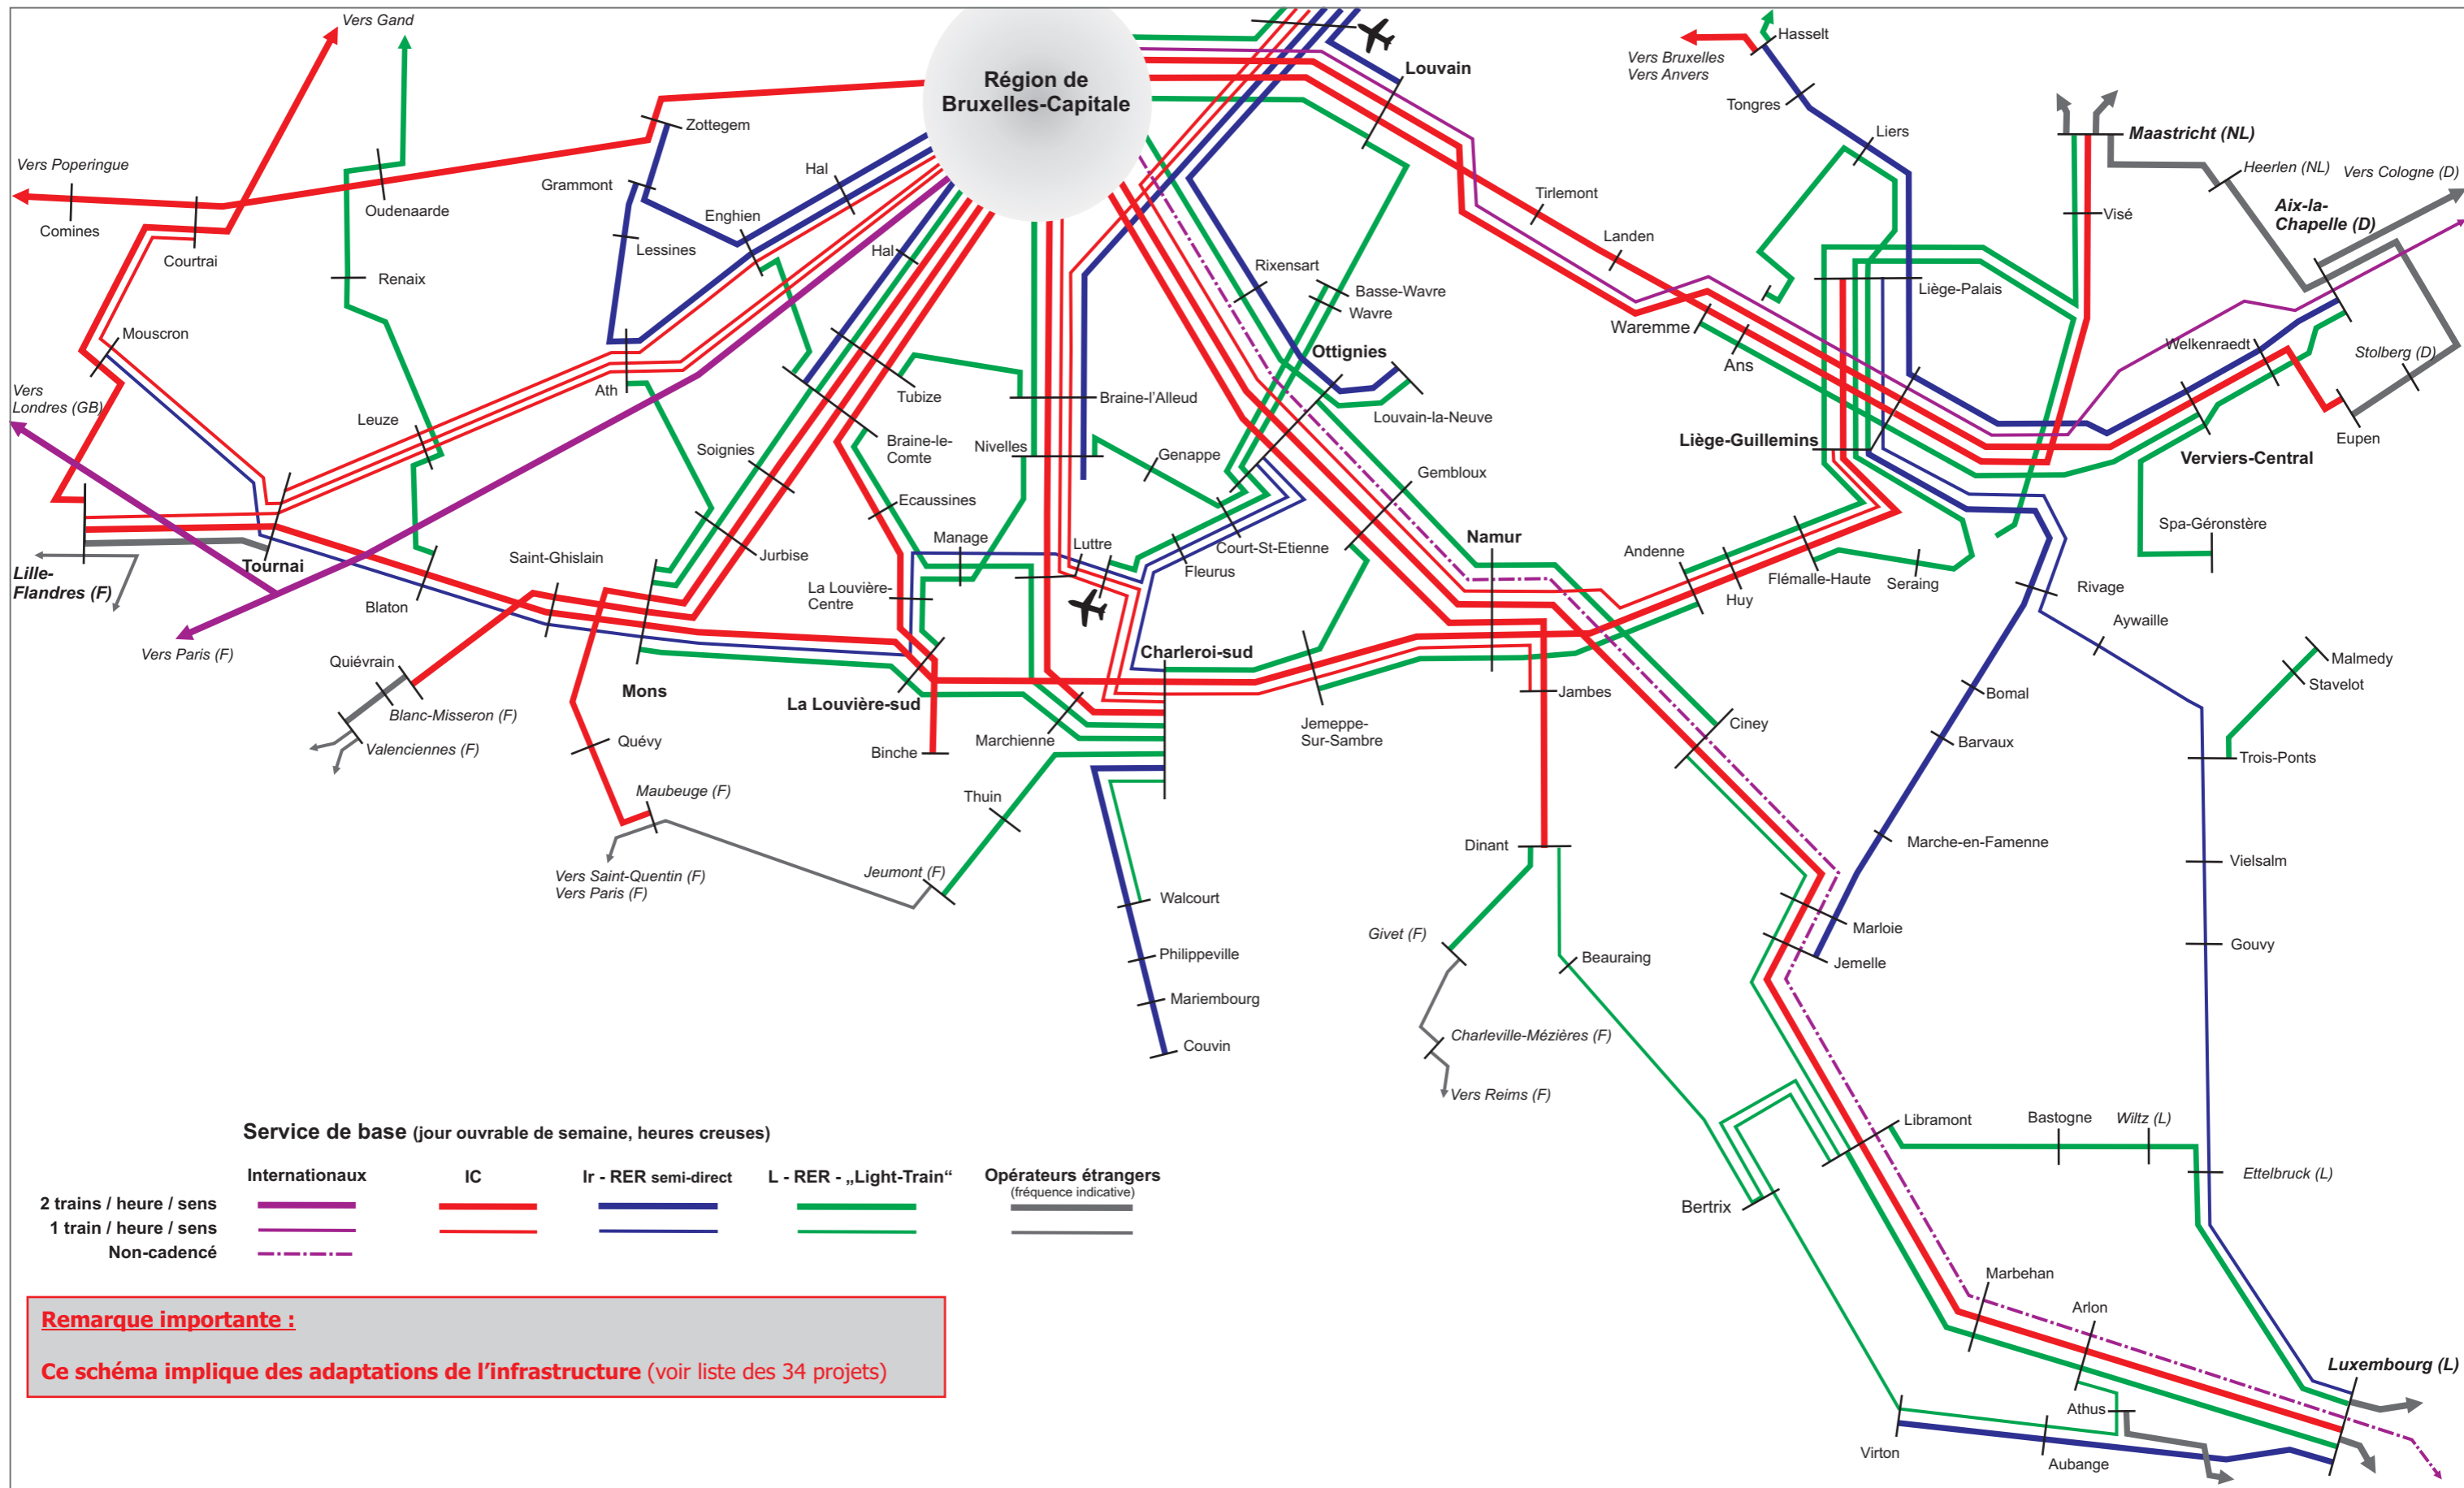 Vers Gand
Région de
Bruxelles-Capitale
Louvain
Vers Bruxelles
Vers Anvers
Hasselt
Tongres
Liers
Maastricht (NL)
Heerlen (NL)
Vers Cologne (D)
Aix-la-
Chapelle (D)
Visé
Zottegem
Vers Poperingue
Comines
Courtrai
Oudenaarde
Grammont
Hal
Enghien
Lessines
Hal
Renaix
Mouscron
Tirlemont
Landen
Rixensart
Basse-Wavre
Wavre
Waremme
Ans
Liège-Palais
Welkenraedt
Stolberg (D)
Eupen
Vers
Londres (GB)
Leuze
Ath
Tubize
Braine-l'Alleud
Ottignies
Louvain-la-Neuve
Soignies
Braine-le-
Comte
Nivelles
Genappe
Gembloux
Liège-Guillemins
Verviers-Central
Ecaussines
Manage
Luttre
Court-St-Etienne
Fleurus
Namur
Andenne
Huy
Flémalle-Haute
Seraing
Spa-Géronstère
Lille-
Flandres (F)
Tournai
Blaton
Saint-Ghislain
Jurbise
La Louvière-
Centre
Rivage
Aywaille
Vers Paris (F)
Quiévrain
Blanc-Misseron (F)
Valenciennes (F)
Mons
La Louvière-sud
Charleroi-sud
Jambes
Jemeppe-
Sur-Sambre
Marchienne
Binche
Quévy
Ciney
Bomal
Barvaux
Malmedy
Stavelot
Trois-Ponts
Maubeuge (F)
Thuin
Jeumont (F)
Vers Saint-Quentin (F)
Vers Paris (F)
Dinant
Marche-en-Famenne
Vielsalm
Walcourt
Philippeville
Mariembourg
Couvin
Givet (F)
Beauraing
Marloie
Jemelle
Gouvy
Charleville-Mézières (F)
Vers Reims (F)
Libramont
Bastogne
Wiltz (L)
Ettelbruck (L)
Bertrix
Marbehan
Arlon
Athus
Luxembourg (L)
Virton
Aubange
Service de base (jour ouvrable de semaine, heures creuses)
Internationaux
IC
Ir - RER semi-direct
L - RER - „Light-Train“
Opérateurs étrangers
(fréquence indicative)
2 trains / heure / sens
1 train / heure / sens
Non-cadencé
Remarque importante :
Ce schéma implique des adaptations de l'infrastructure (voir liste des 34 projets)